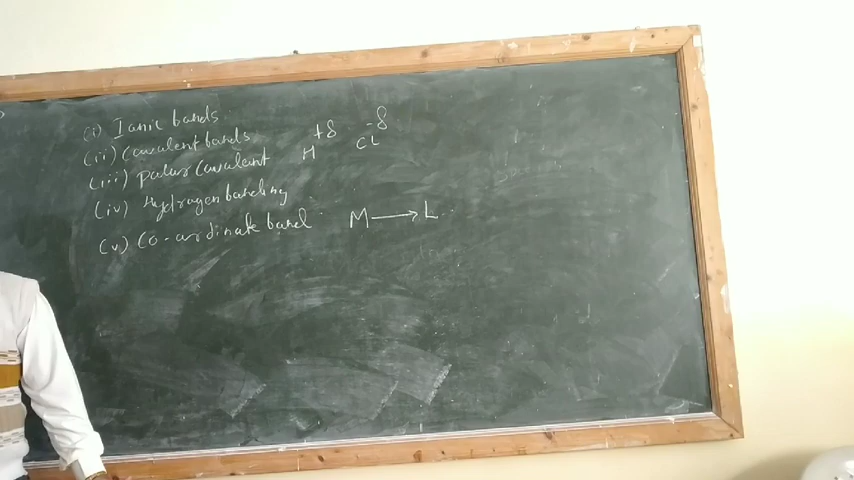 (i) Ionic bonds.
(ii) Covalent bonds
(iii) polar Covalent +δ H -δ Cl
(iv) Hydrogen bonding
(v) Co-ordinate bond M → L